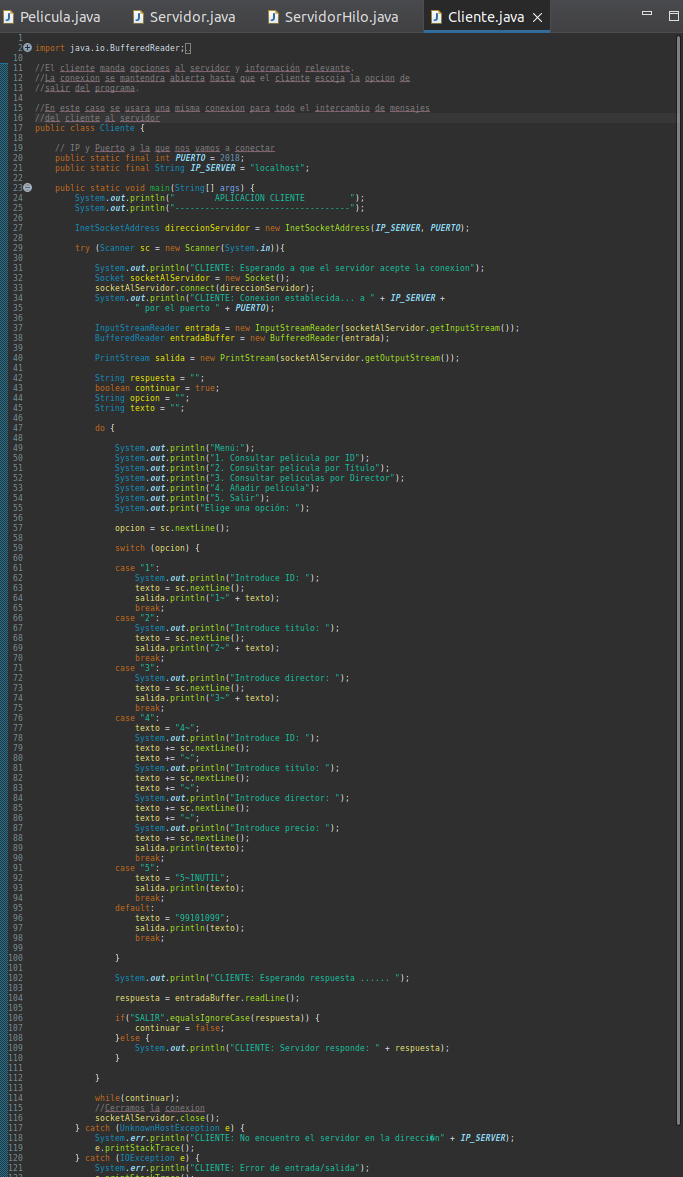 Pelicula.java Servidor.java ServidorHilo.java Cliente.java
1
2 import java.io.BufferedReader;
10
11 //El cliente manda opciones al servidor y información relevante.
12 //La conexion se mantendra abierta hasta que el cliente escoja la opcion de
13 //salir del programa.
14
15 //En este caso se usara una misma conexion para todo el intercambio de mensajes
16 //del cliente al servidor
17 public class Cliente {
18
19 // IP y Puerto a la que nos vamos a conectar
20 public static final int PUERTO = 2018;
21 public static final String IP_SERVER = "localhost";
22
23 public static void main(String[] args) {
24 System.out.println("        APLICACION CLIENTE         ");
25 System.out.println("-----------------------------------");
26
27 InetSocketAddress direccionServidor = new InetSocketAddress(IP_SERVER, PUERTO);
28
29 try (Scanner sc = new Scanner(System.in)){
30
31 System.out.println("CLIENTE: Esperando a que el servidor acepte la conexion");
32 Socket socketAlServidor = new Socket();
33 socketAlServidor.connect(direccionServidor);
34 System.out.println("CLIENTE: Conexion establecida... a " + IP_SERVER +
35 " por el puerto " + PUERTO);
36
37 InputStreamReader entrada = new InputStreamReader(socketAlServidor.getInputStream());
38 BufferedReader entradaBuffer = new BufferedReader(entrada);
39
40 PrintStream salida = new PrintStream(socketAlServidor.getOutputStream());
41
42 String respuesta = "";
43 boolean continuar = true;
44 String opcion = "";
45 String texto = "";
46
47 do {
48
49 System.out.println("Menú:");
50 System.out.println("1. Consultar película por ID");
51 System.out.println("2. Consultar película por Título");
52 System.out.println("3. Consultar películas por Director");
53 System.out.println("4. Añadir película");
54 System.out.println("5. Salir");
55 System.out.print("Elige una opción: ");
56
57 opcion = sc.nextLine();
58
59 switch (opcion) {
60
61 case "1":
62 System.out.println("Introduce ID: ");
63 texto = sc.nextLine();
64 salida.println("1~" + texto);
65 break;
66 case "2":
67 System.out.println("Introduce titulo: ");
68 texto = sc.nextLine();
69 salida.println("2~" + texto);
70 break;
71 case "3":
72 System.out.println("Introduce director: ");
73 texto = sc.nextLine();
74 salida.println("3~" + texto);
75 break;
76 case "4":
77 texto = "4~";
78 System.out.println("Introduce ID: ");
79 texto += sc.nextLine();
80 texto += "~";
81 System.out.println("Introduce titulo: ");
82 texto += sc.nextLine();
83 texto += "~";
84 System.out.println("Introduce director: ");
85 texto += sc.nextLine();
86 texto += "~";
87 System.out.println("Introduce precio: ");
88 texto += sc.nextLine();
89 salida.println(texto);
90 break;
91 case "5":
92 texto = "5~INUTIL";
93 salida.println(texto);
94 break;
95 default:
96 texto = "99101099";
97 salida.println(texto);
98 break;
99
100 }
101
102 System.out.println("CLIENTE: Esperando respuesta ...... ");
103
104 respuesta = entradaBuffer.readLine();
105
106 if("SALIR".equalsIgnoreCase(respuesta)) {
107 continuar = false;
108 }else {
109 System.out.println("CLIENTE: Servidor responde: " + respuesta);
110 }
111
112 }
113
114 while(continuar);
115 //Cerramos la conexion
116 socketAlServidor.close();
117 } catch (UnknownHostException e) {
118 System.err.println("CLIENTE: No encuentro el servidor en la direcci�n" + IP_SERVER);
119 e.printStackTrace();
120 } catch (IOException e) {
121 System.err.println("CLIENTE: Error de entrada/salida");